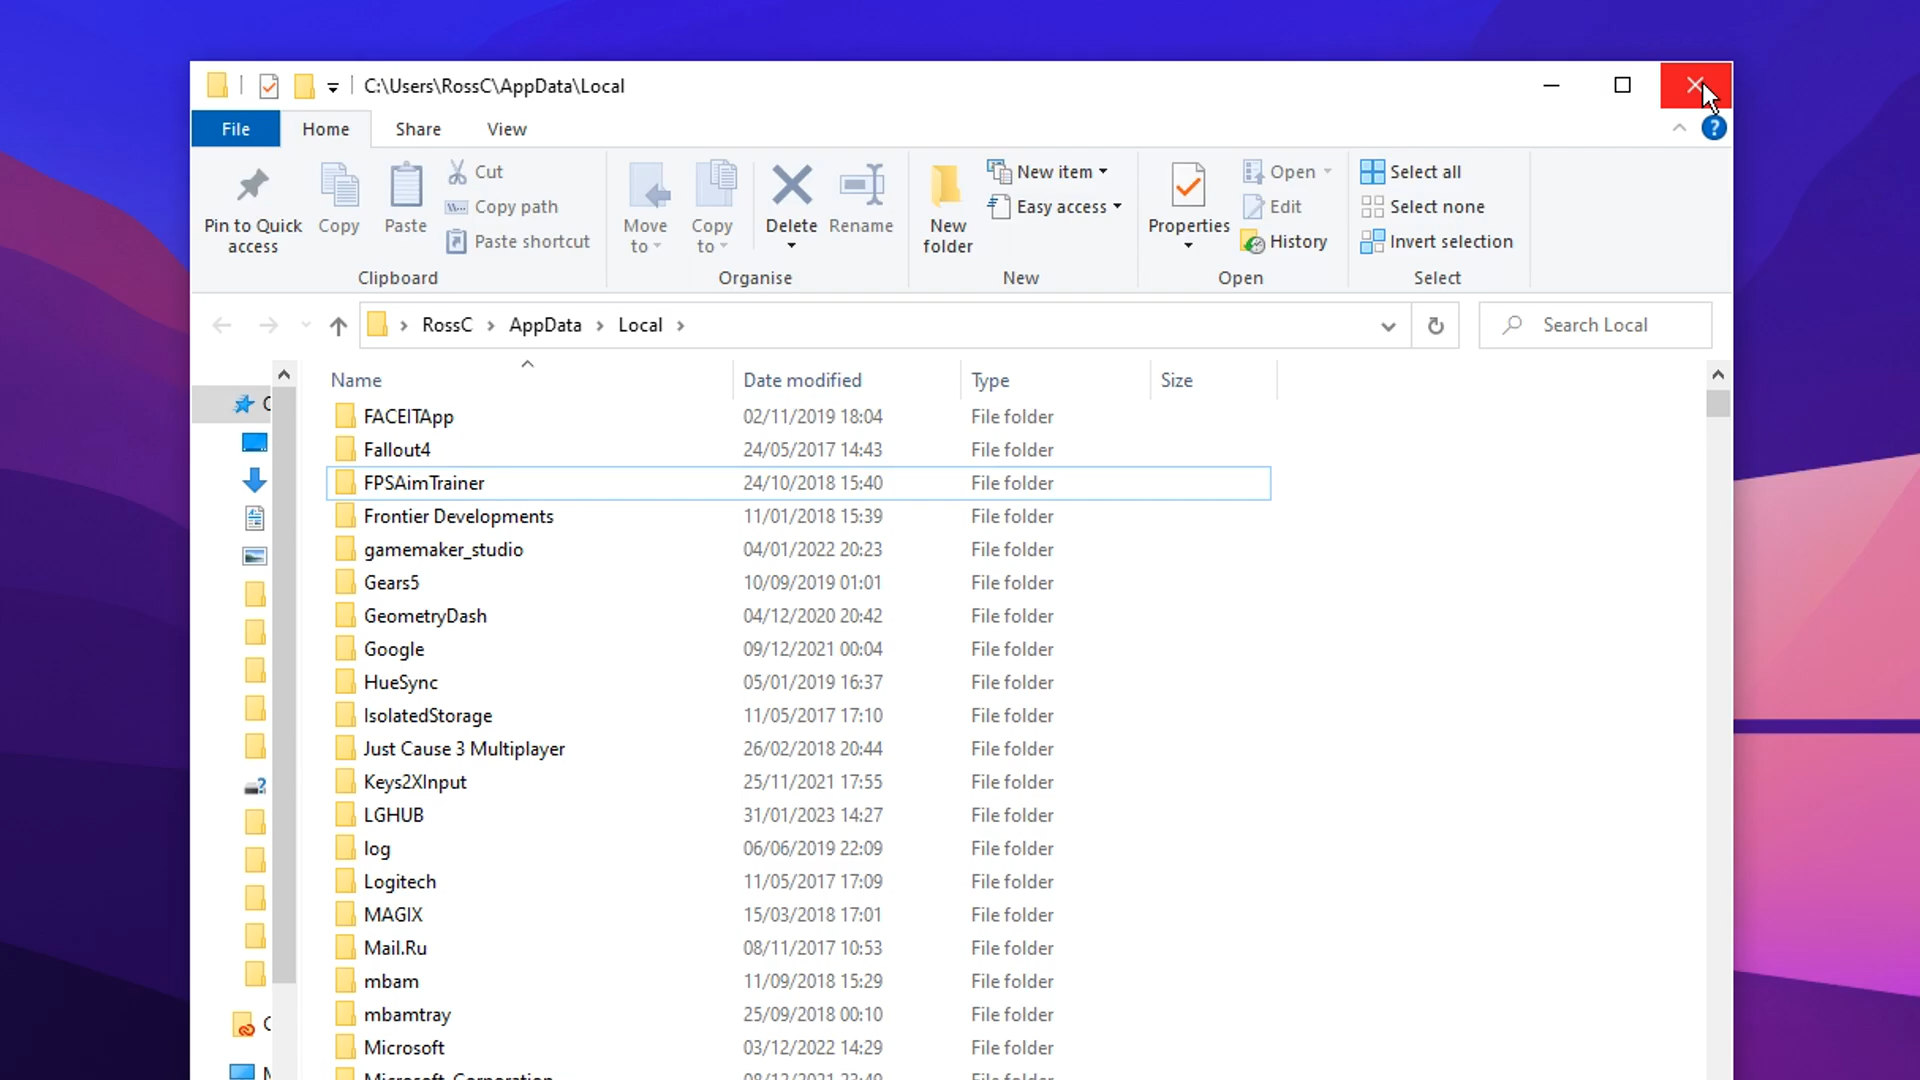 C:\Users\RossC\AppData\Local
File Home Share View
Pin to Quick access
Copy
Paste
Cut
Copy path
Paste shortcut
Clipboard
Move to
Copy to
Delete
Rename
Organise
New folder
New item
Easy access
New
Properties
Open
Edit
History
Open
Select all
Select none
Invert selection
Select
RossC > AppData > Local >
Search Local
Name Date modified Type Size
FACEITApp 02/11/2019 18:04 File folder
Fallout4 24/05/2017 14:43 File folder
FPSAimTrainer 24/10/2018 15:40 File folder
Frontier Developments 11/01/2018 15:39 File folder
gamemaker_studio 04/01/2022 20:23 File folder
Gears5 10/09/2019 01:01 File folder
GeometryDash 04/12/2020 20:42 File folder
Google 09/12/2021 00:04 File folder
HueSync 05/01/2019 16:37 File folder
IsolatedStorage 11/05/2017 17:10 File folder
Just Cause 3 Multiplayer 26/02/2018 20:44 File folder
Keys2XInput 25/11/2021 17:55 File folder
LGHUB 31/01/2023 14:27 File folder
log 06/06/2019 22:09 File folder
Logitech 11/05/2017 17:09 File folder
MAGIX 15/03/2018 17:01 File folder
Mail.Ru 08/11/2017 10:53 File folder
mbam 11/09/2018 15:29 File folder
mbamtray 25/09/2018 00:10 File folder
Microsoft 03/12/2022 14:29 File folder
Microsoft_Corporation 08/12/2021 23:49 File folder